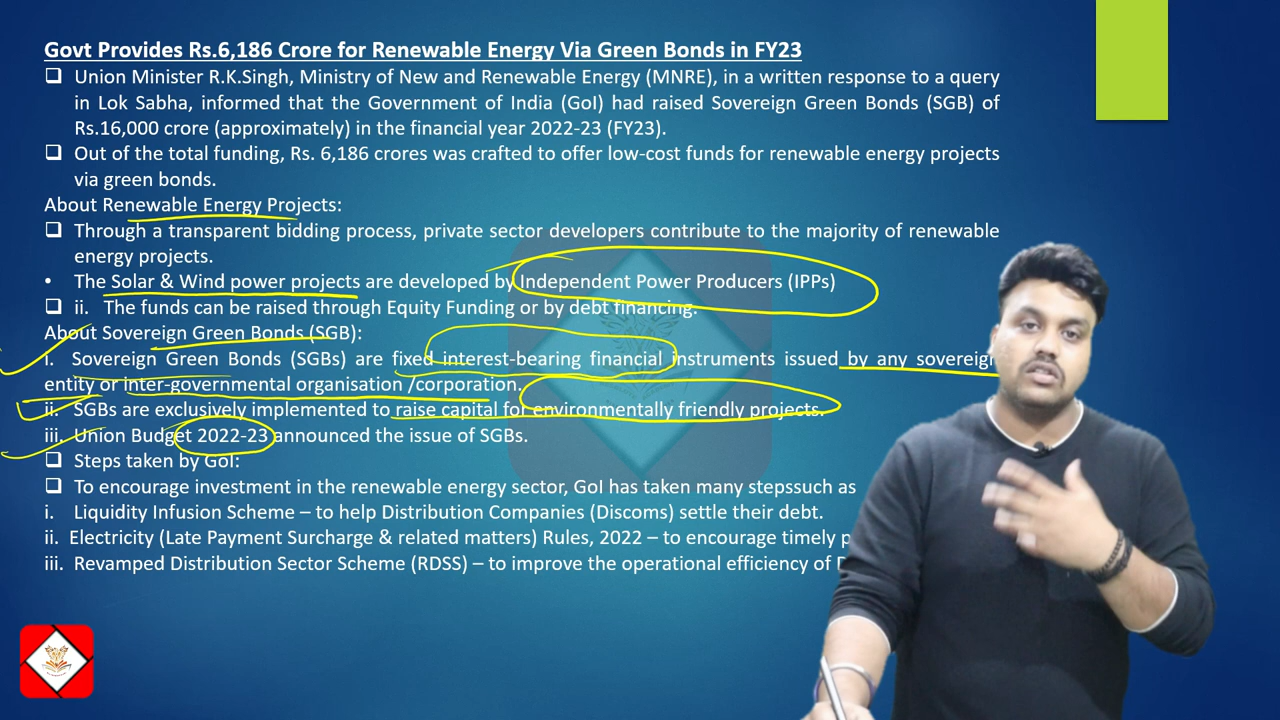 Govt Provides Rs.6,186 Crore for Renewable Energy Via Green Bonds in FY23
❑ Union Minister R.K.Singh, Ministry of New and Renewable Energy (MNRE), in a written response to a query
in Lok Sabha, informed that the Government of India (GoI) had raised Sovereign Green Bonds (SGB) of
Rs.16,000 crore (approximately) in the financial year 2022-23 (FY23).
❑ Out of the total funding, Rs. 6,186 crores was crafted to offer low-cost funds for renewable energy projects
via green bonds.
About Renewable Energy Projects:
❑ Through a transparent bidding process, private sector developers contribute to the majority of renewable
energy projects.
• The Solar & Wind power projects are developed by Independent Power Producers (IPPs)
❑ ii. The funds can be raised through Equity Funding or by debt financing.
About Sovereign Green Bonds (SGB):
i. Sovereign Green Bonds (SGBs) are fixed interest-bearing financial instruments issued by any sovereign
entity or inter-governmental organisation /corporation.
ii. SGBs are exclusively implemented to raise capital for environmentally friendly projects.
iii. Union Budget 2022-23 announced the issue of SGBs.
❑ Steps taken by GoI:
❑ To encourage investment in the renewable energy sector, GoI has taken many stepssuch as
i. Liquidity Infusion Scheme – to help Distribution Companies (Discoms) settle their debt.
ii. Electricity (Late Payment Surcharge & related matters) Rules, 2022 – to encourage timely
iii. Revamped Distribution Sector Scheme (RDSS) – to improve the operational efficiency of